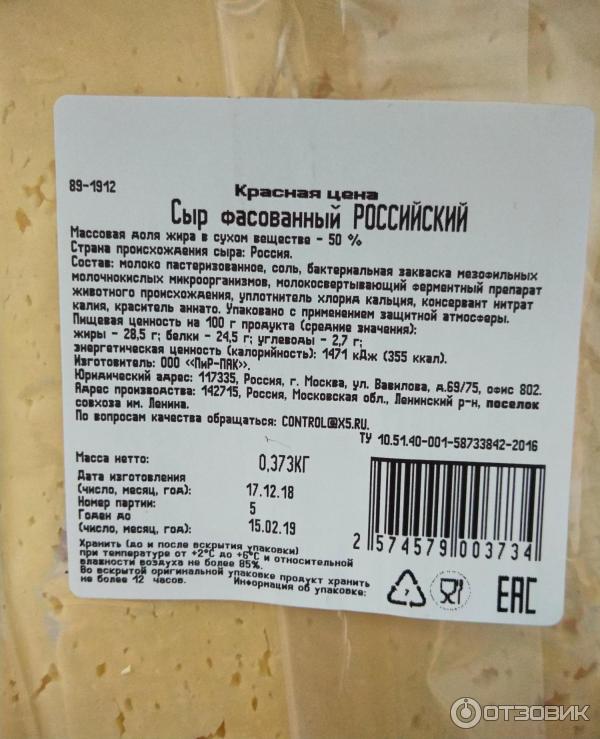 89-1912
Красная цена
Сыр фасованный РОССИЙСКИЙ
Массовая доля жира в сухом веществе - 50 %
Страна происхождения сыра: Россия.
Состав: молоко пастеризованное, соль, бактериальная закваска мезофильных
молочнокислых микроорганизмов, молокосвертывающий ферментный препарат
животного происхождения, уплотнитель хлорид кальция, консервант нитрат
калия, краситель аннато. Упаковано с применением защитной атмосферы.
Пищевая ценность на 100 г продукта (средние значения):
жиры - 28,5 г; белки - 24,5 г; углеводы - 2,7 г;
энергетическая ценность (калорийность): 1471 кДж (355 ккал).
Изготовитель: ООО «ПиР-ПАК».
Юридический адрес: 117335, Россия, г. Москва, ул. Вавилова, д.69/75, офис 802.
Адрес производства: 142715, Россия, Московская обл., Ленинский р-н, поселок
совхоза им. Ленина.
По вопросам качества обращаться: CONTROL@X5.RU.
ТУ 10.51.40-001-58733842-2016
Масса нетто: 0,373КГ
Дата изготовления
(число, месяц, год): 17.12.18
Номер партии: 5
Годен до
(число, месяц, год): 15.02.19
2 574579 003734
Хранить (до и после вскрытия упаковки)
при температуре от +2°С до +6°С и относительной
влажности воздуха не более 85%.
Во вскрытой оригинальной упаковке продукт хранить
не более 12 часов. Информация об упаковке:
7
EAC
ОТЗОВИК